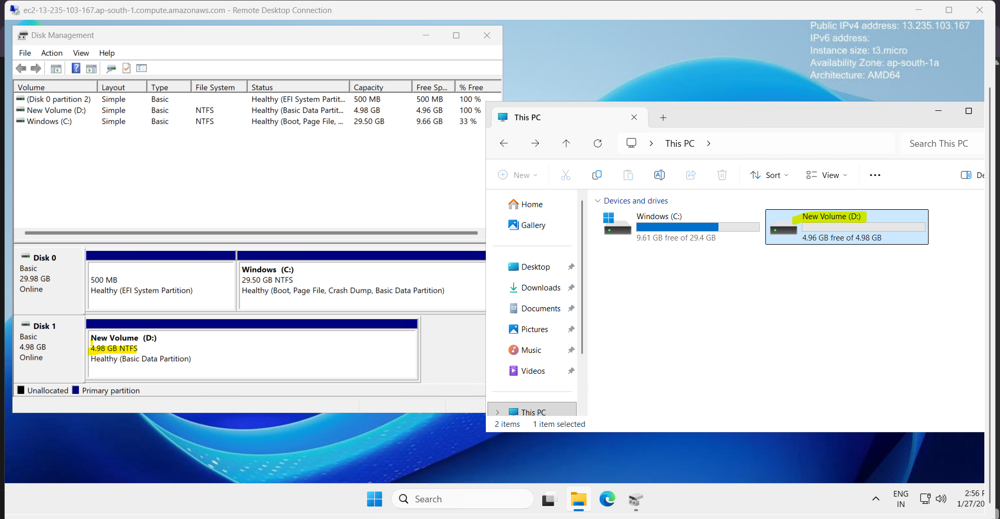 ec2-13-235-103-167.ap-south-1.compute.amazonaws.com - Remote Desktop Connection
Public IPv4 address: 13.235.103.167
IPv6 address:
Instance size: t3.micro
Availability Zone: ap-south-1a
Architecture: AMD64
Disk Management
File Action View Help
Volume Layout Type File System Status Capacity Free Sp... % Free
(Disk 0 partition 2) Simple Basic Healthy (EFI System Partit... 500 MB 500 MB 100 %
New Volume (D:) Simple Basic NTFS Healthy (Basic Data Partit... 4.98 GB 4.96 GB 100 %
Windows (C:) Simple Basic NTFS Healthy (Boot, Page File, ... 29.50 GB 9.66 GB 33 %
Disk 0
Basic
29.98 GB
Online
500 MB
Healthy (EFI System Partition)
Windows (C:)
29.50 GB NTFS
Healthy (Boot, Page File, Crash Dump, Basic Data Partition)
Disk 1
Basic
4.98 GB
Online
New Volume (D:)
4.98 GB NTFS
Healthy (Basic Data Partition)
Unallocated Primary partition
This PC
This PC
Search This PC
New Sort View
Home
Gallery
Desktop
Downloads
Documents
Pictures
Music
Videos
This PC
Devices and drives
Windows (C:)
9.61 GB free of 29.4 GB
New Volume (D:)
4.96 GB free of 4.98 GB
2 items 1 item selected
Search
ENG
IN
2:56
1/27/20